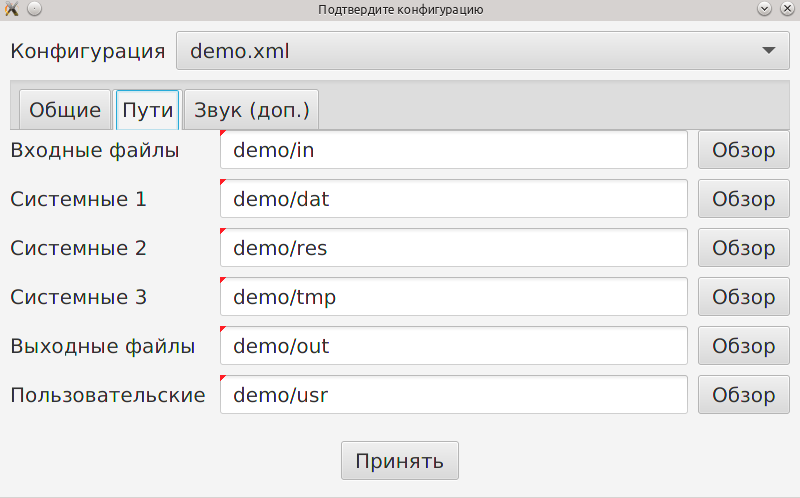 Подтвердите конфигурацию
Конфигурация demo.xml
Общие Пути Звук (доп.)
Входные файлы demo/in Обзор
Системные 1 demo/dat Обзор
Системные 2 demo/res Обзор
Системные 3 demo/tmp Обзор
Выходные файлы demo/out Обзор
Пользовательские demo/usr Обзор
Принять